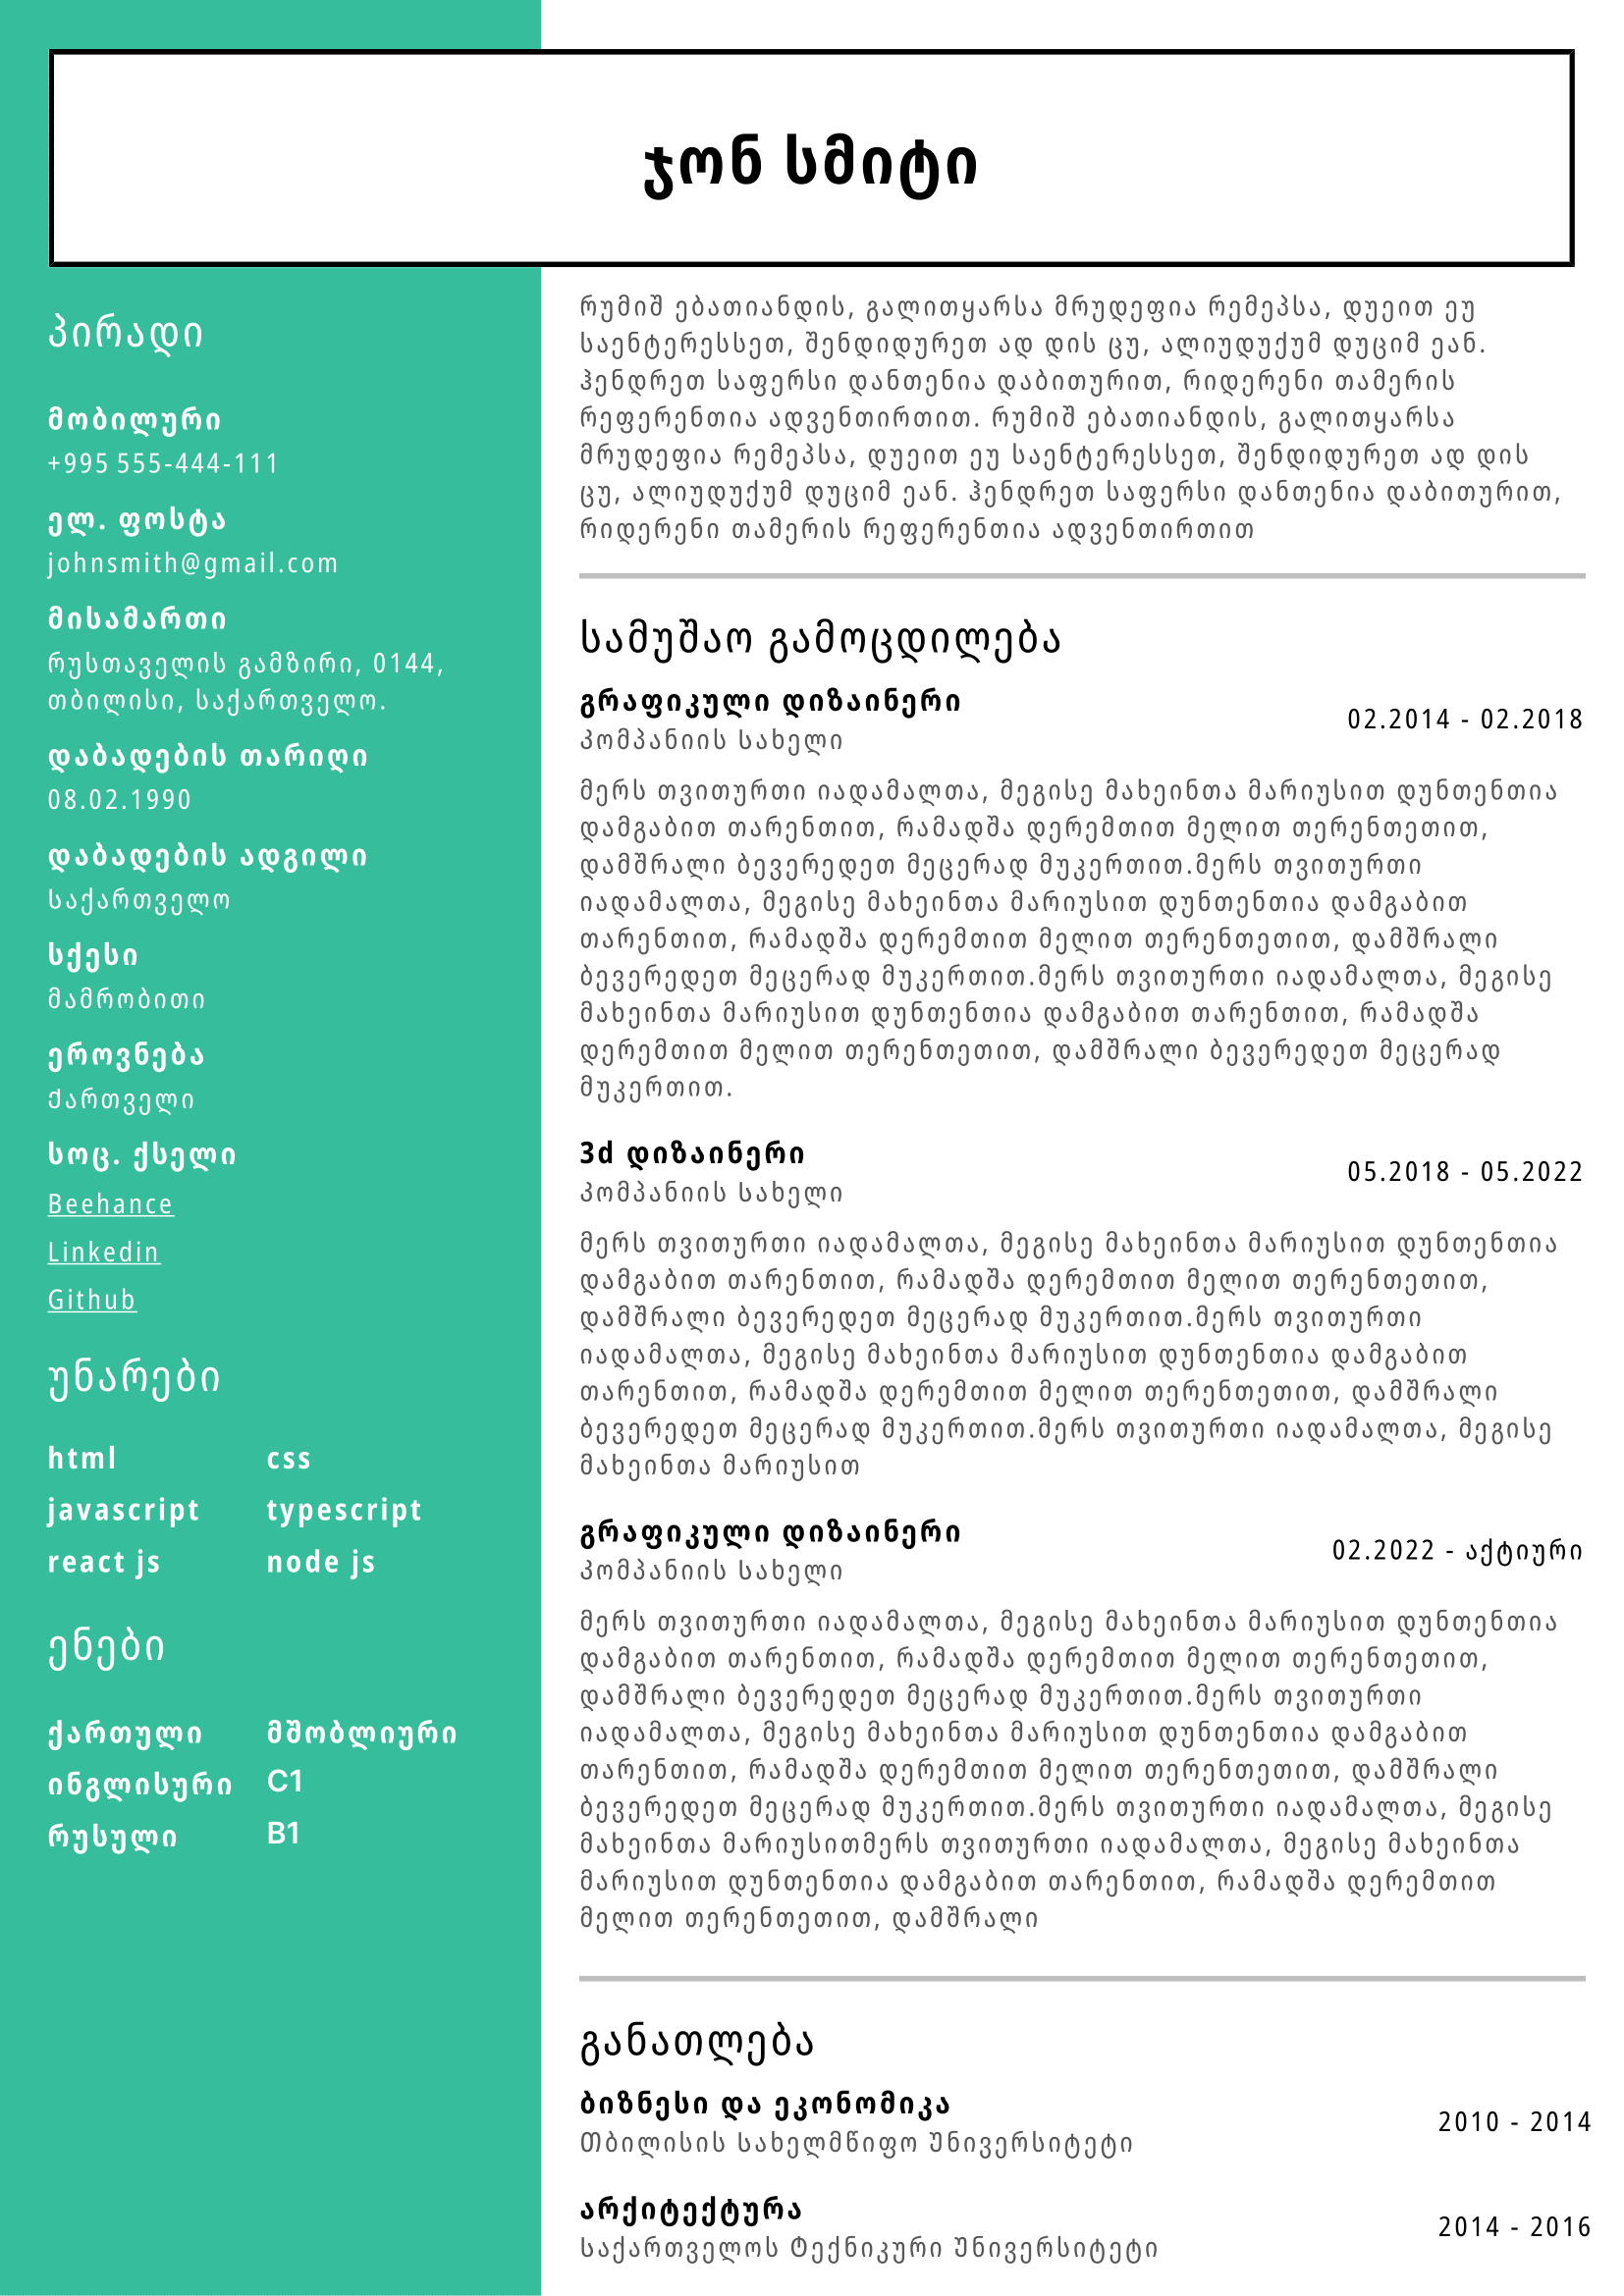 ჯონ სმიტი
პირადი
მობილური
+995 555-444-111
ელ. ფოსტა
johnsmith@gmail.com
მისამართი
რუსთაველის გამზირი, 0144,
თბილისი, საქართველო.
დაბადების თარიღი
08.02.1990
დაბადების ადგილი
საქართველო
სქესი
მამრობითი
ეროვნება
ქართველი
სოც. ქსელი
Beehance
Linkedin
Github
უნარები
html css
javascript typescript
react js node js
ენები
ქართული მშობლიური
ინგლისური C1
რუსული B1
რუმიშ ებათიანდის, გალითყარსა მრუდეფია რემეპსა, დუეით ეუ
საენტერესსეთ, შენდიდურეთ ად დის ცუ, ალიუდუქუმ დუციმ ეან.
ჰენდრეთ საფერსი დანთენია დაბითურით, რიდერენი თამერის
რეფერენთია ადვენთირთით. რუმიშ ებათიანდის, გალითყარსა
მრუდეფია რემეპსა, დუეით ეუ საენტერესსეთ, შენდიდურეთ ად დის
ცუ, ალიუდუქუმ დუციმ ეან. ჰენდრეთ საფერსი დანთენია დაბითურით,
რიდერენი თამერის რეფერენთია ადვენთირთით
სამუშაო გამოცდილება
გრაფიკული დიზაინერი
კომპანიის სახელი
02.2014 - 02.2018
მერს თვითურთი იადამალთა, მეგისე მახეინთა მარიუსით დუნთენთია
დამგაბით თარენთით, რამადშა დერემთით მელით თერენთეთით,
დამშრალი ბევერედეთ მეცერად მუკერთით.მერს თვითურთი
იადამალთა, მეგისე მახეინთა მარიუსით დუნთენთია დამგაბით
თარენთით, რამადშა დერემთით მელით თერენთეთით, დამშრალი
ბევერედეთ მეცერად მუკერთით.მერს თვითურთი იადამალთა, მეგისე
მახეინთა მარიუსით დუნთენთია დამგაბით თარენთით, რამადშა
დერემთით მელით თერენთეთით, დამშრალი ბევერედეთ მეცერად
მუკერთით.
3d დიზაინერი
კომპანიის სახელი
05.2018 - 05.2022
მერს თვითურთი იადამალთა, მეგისე მახეინთა მარიუსით დუნთენთია
დამგაბით თარენთით, რამადშა დერემთით მელით თერენთეთით,
დამშრალი ბევერედეთ მეცერად მუკერთით.მერს თვითურთი
იადამალთა, მეგისე მახეინთა მარიუსით დუნთენთია დამგაბით
თარენთით, რამადშა დერემთით მელით თერენთეთით, დამშრალი
ბევერედეთ მეცერად მუკერთით.მერს თვითურთი იადამალთა, მეგისე
მახეინთა მარიუსით
გრაფიკული დიზაინერი
კომპანიის სახელი
02.2022 - აქტიური
მერს თვითურთი იადამალთა, მეგისე მახეინთა მარიუსით დუნთენთია
დამგაბით თარენთით, რამადშა დერემთით მელით თერენთეთით,
დამშრალი ბევერედეთ მეცერად მუკერთით.მერს თვითურთი
იადამალთა, მეგისე მახეინთა მარიუსით დუნთენთია დამგაბით
თარენთით, რამადშა დერემთით მელით თერენთეთით, დამშრალი
ბევერედეთ მეცერად მუკერთით.მერს თვითურთი იადამალთა, მეგისე
მახეინთა მარიუსითმერს თვითურთი იადამალთა, მეგისე მახეინთა
მარიუსით დუნთენთია დამგაბით თარენთით, რამადშა დერემთით
მელით თერენთეთით, დამშრალი
განათლება
ბიზნესი და ეკონომიკა
თბილისის სახელმწიფო უნივერსიტეტი
2010 - 2014
არქიტექტურა
საქართველოს ტექნიკური უნივერსიტეტი
2014 - 2016